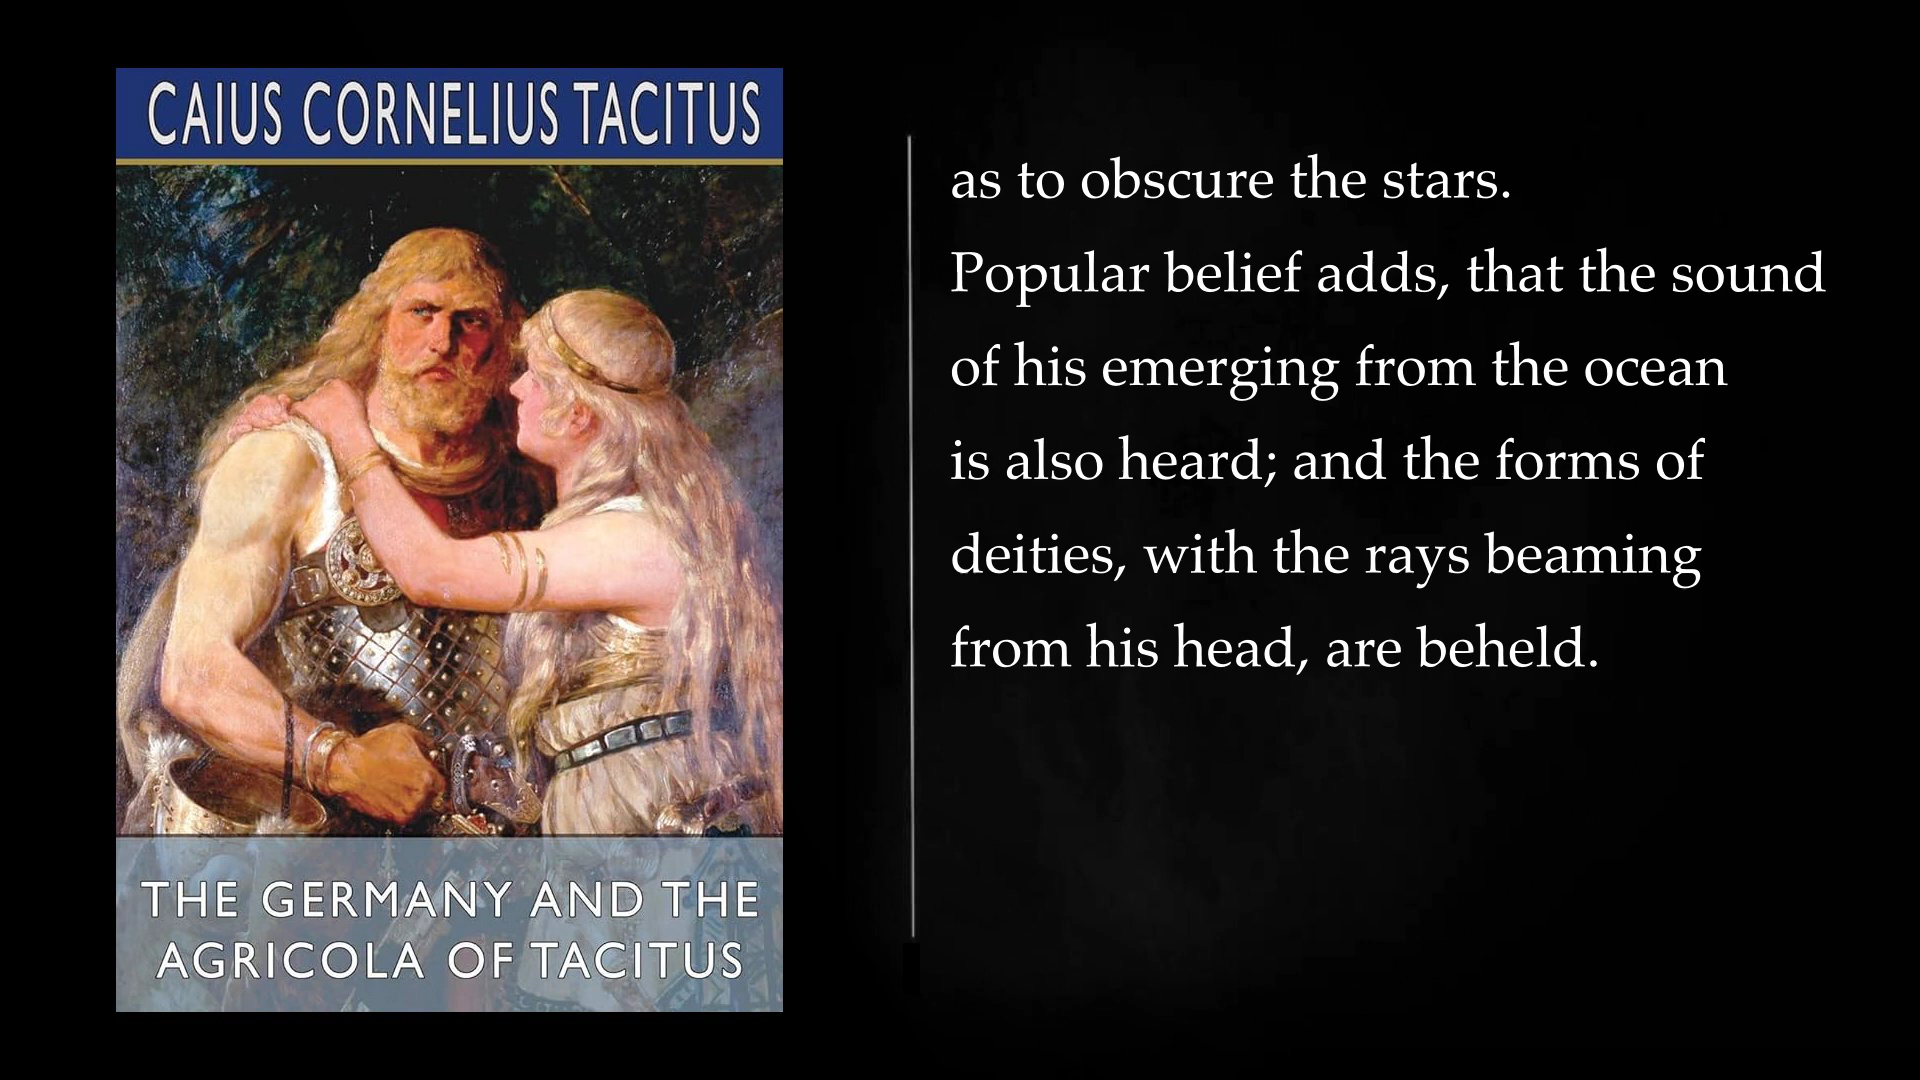 CAIUS CORNELIUS TACITUS
THE GERMANY AND THE
AGRICOLA OF TACITUS
as to obscure the stars.
Popular belief adds, that the sound
of his emerging from the ocean
is also heard; and the forms of
deities, with the rays beaming
from his head, are beheld.